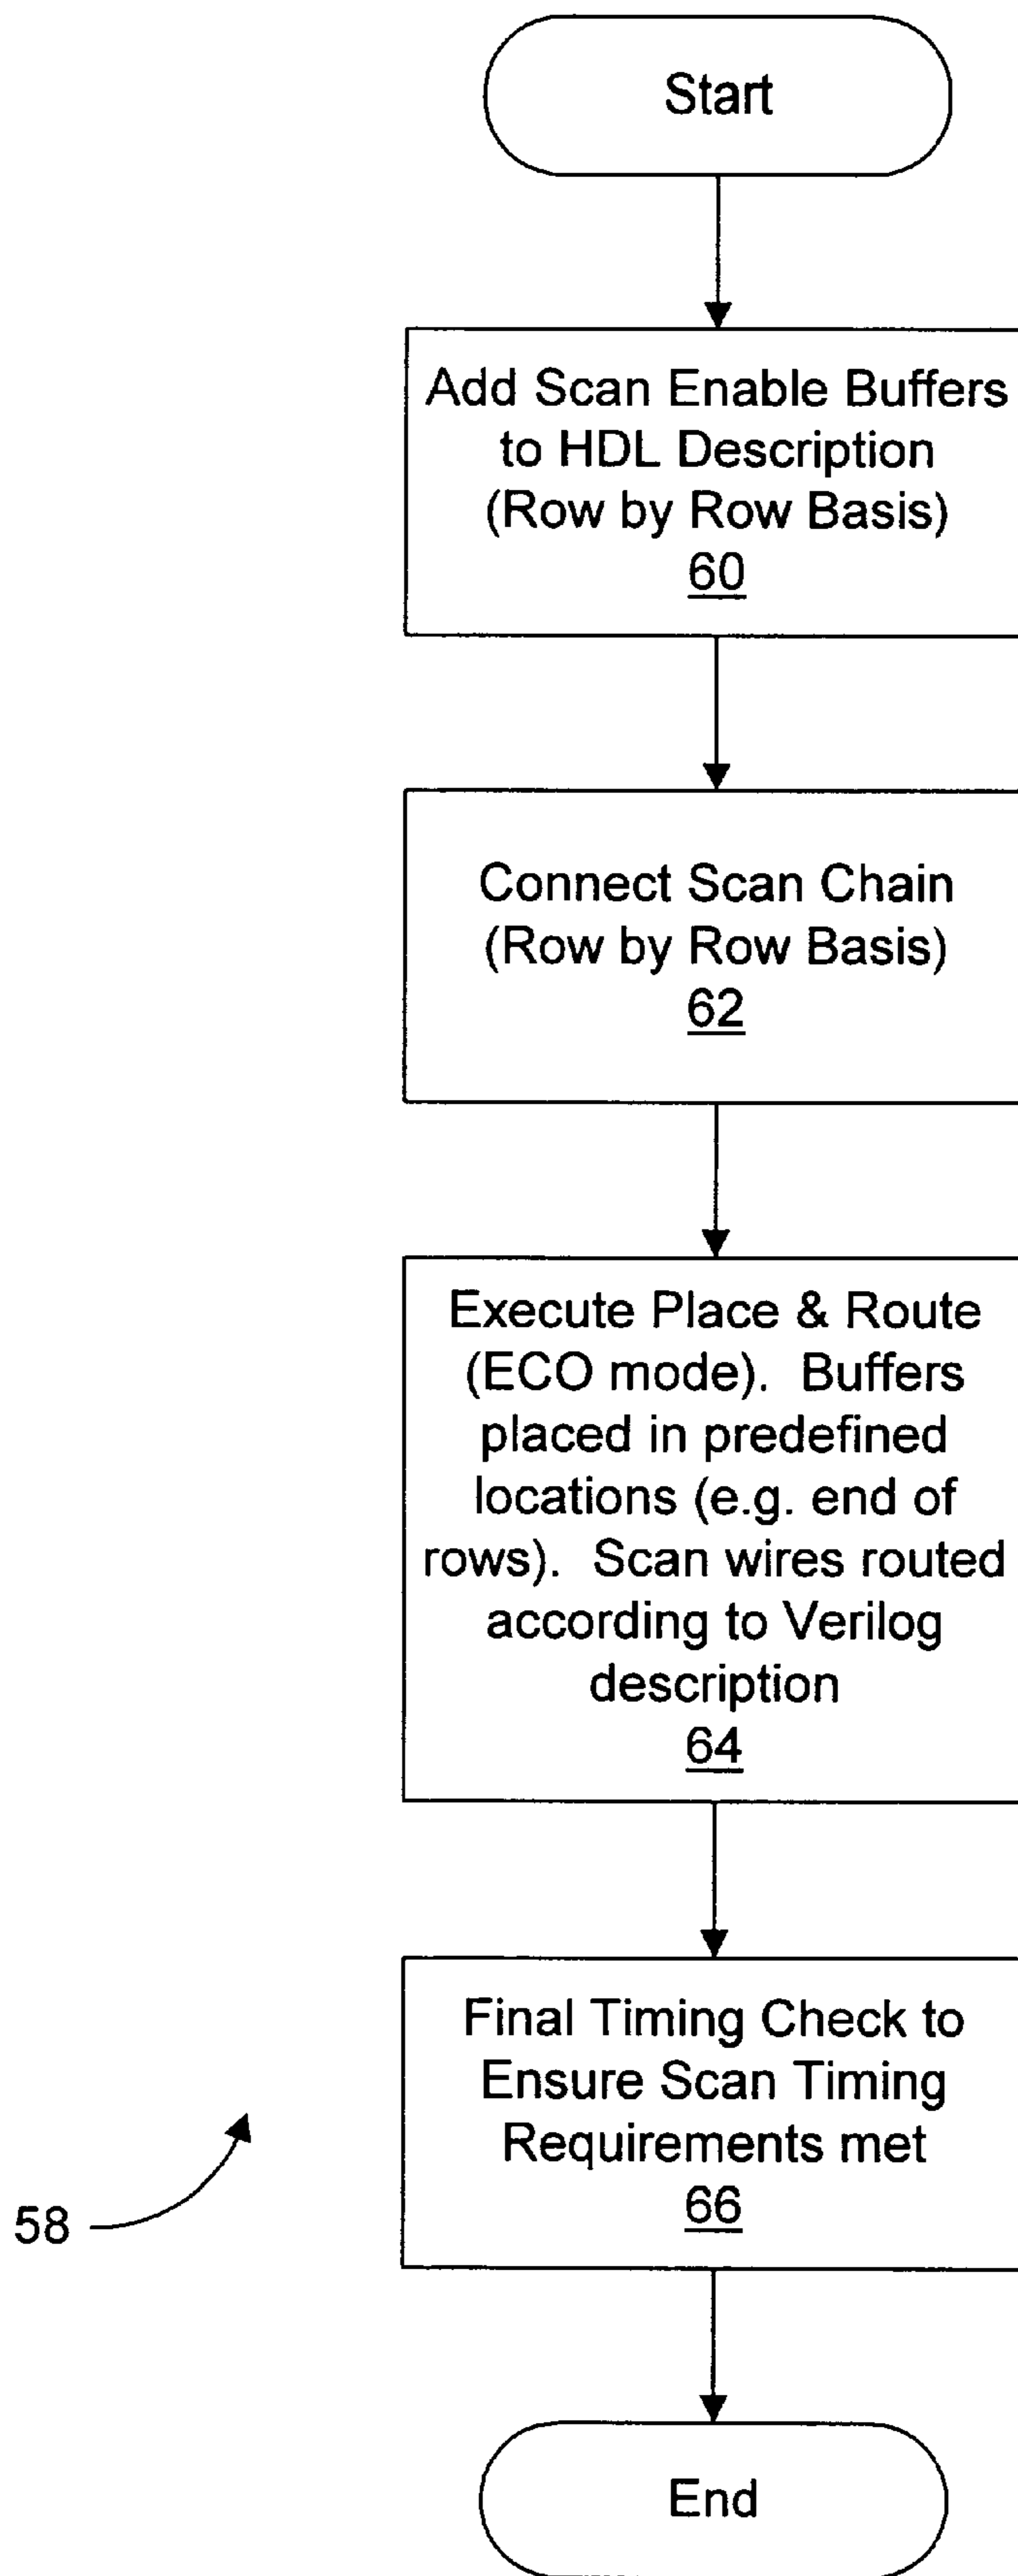 Start
Add Scan Enable Buffers
to HDL Description
(Row by Row Basis)
60
Connect Scan Chain
(Row by Row Basis)
62
Execute Place & Route
(ECO mode).  Buffers
placed in predefined
locations (e.g. end of
rows).  Scan wires routed
according to Verilog
description
64
Final Timing Check to
Ensure Scan Timing
Requirements met
66
58
End